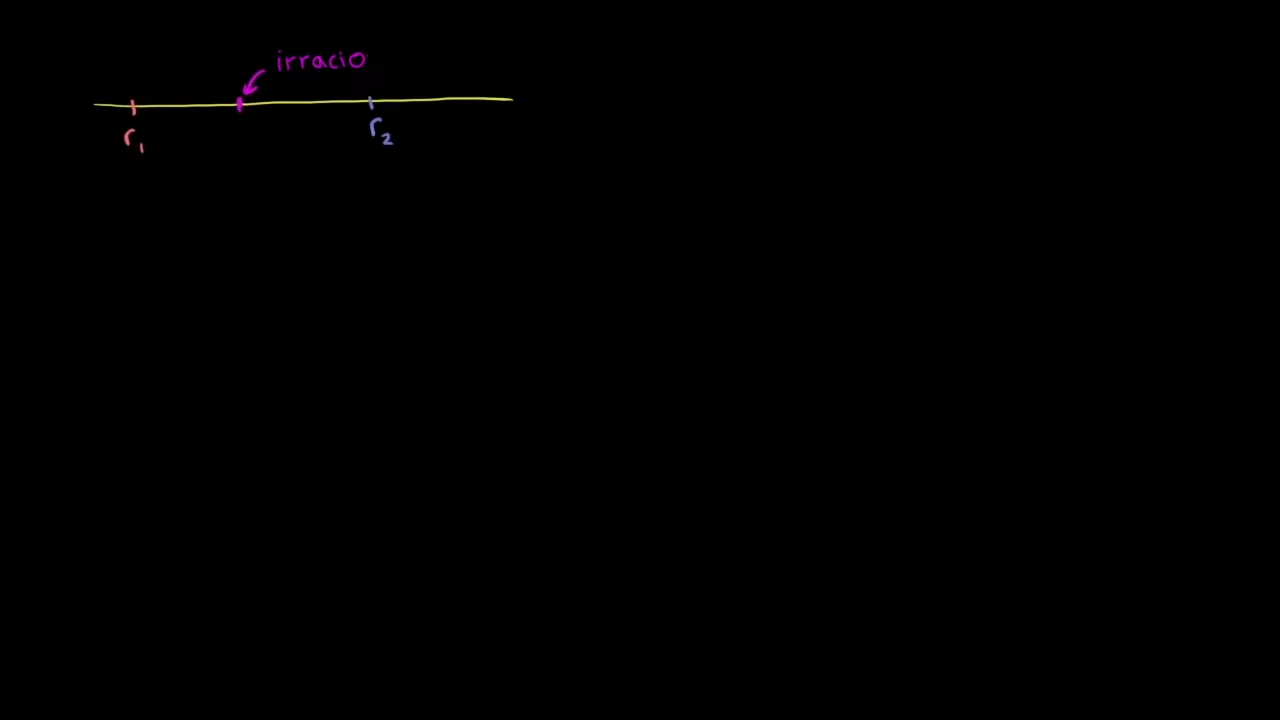 irracio
r₁ r₂